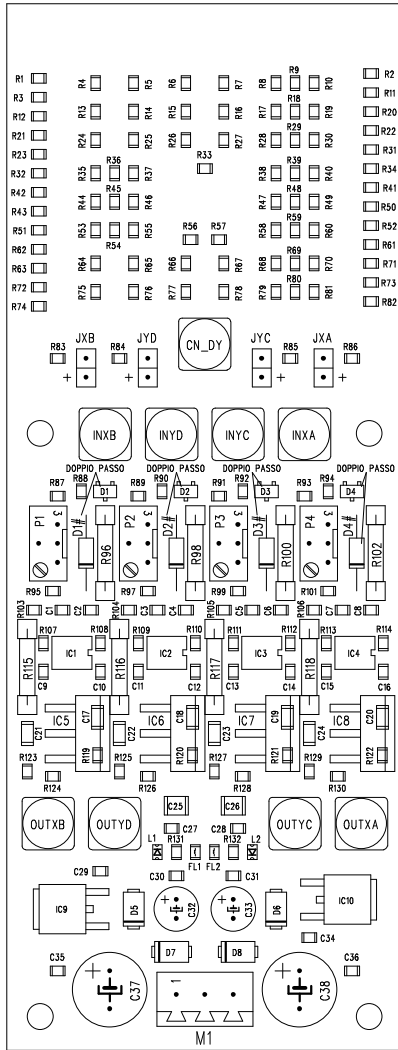 R1 R4 R5 R6 R7 R8 R9 R10 R2
R3 R11
R12 R13 R14 R15 R16 R17 R18 R19 R20
R21 R22
R23 R24 R25 R26 R27 R28 R29 R30 R31
R32 R35 R36 R37 R33 R38 R39 R40 R34
R42 R41
R43 R44 R45 R46 R47 R48 R49 R50
R51 R53 R54 R55 R56 R57 R58 R59 R60 R52
R62 R61
R63 R64 R65 R66 R67 R68 R69 R70 R71
R72 R73
R74 R75 R76 R77 R78 R79 R80 R81 R82
JXB JYD CN_DY JYC JXA
R83 R84 R85 R86
+ + + +
INXB INYD INYC INXA
DOPPIO PASSO DOPPIO PASSO DOPPIO PASSO DOPPIO PASSO
R87 R88 D1 R89 R90 D2 R91 R92 D3 R93 R94 D4
P1 3 D1# R96 P2 3 D2# R98 P3 3 D3# R100 P4 3 D4# R102
R95 R97 R99 R101
R103 C1 C2 R104 C3 C4 R105 C5 C6 R106 C7 C8
R107 R108 R109 R110 R111 R112 R113 R114
R115 IC1 R116 IC2 R117 IC3 R118 IC4
C9 C10 C11 C12 C13 C14 C15 C16
C21 IC5 C17 C22 IC6 C18 C23 IC7 C19 C24 IC8 C20
R119 R120 R121 R122
R123 R124 R125 R126 R127 R128 R129 R130
OUTXB OUTYD C25 C26 OUTYC OUTXA
C27 C28
L1 R131 FL1 FL2 R132 L2
C29 C30 C31
IC9 D5 C32 C33 D6 IC10
D7 D8 C34
C35 + C37 1 + C38 C36
M1